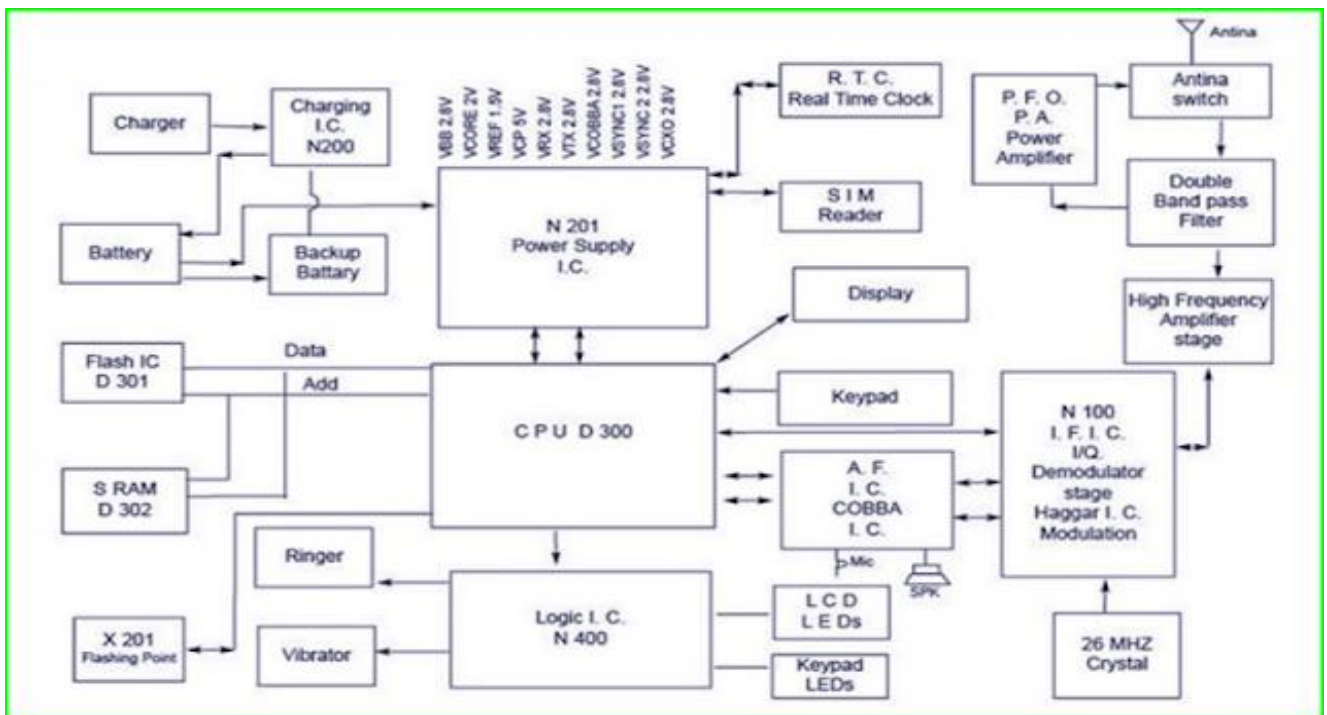 Antina
Charger
Charging
I.C.
N200
VBB 2.8V
VCORE 2V
VREF 1.5V
VCP 5V
VRX 2.8V
VTX 2.8V
VCOBBA 2.8V
VSYNC1 2.8V
VSYNC 2 2.8V
VCXO 2.8V
R. T. C.
Real Time Clock
P. F. O.
P. A.
Power
Amplifier
Antina
switch
Battery
Backup
Battary
N 201
Power Supply
I.C.
S I M
Reader
Double
Band pass
Filter
Display
High Frequency
Amplifier
stage
Flash IC
D 301
Data
Add
C P U D 300
Keypad
N 100
I. F. I. C.
I/Q.
Demodulator
stage
Haggar I. C.
Modulation
S RAM
D 302
A. F.
I. C.
COBBA
I. C.
Mic
SPK
Ringer
Logic I. C.
N 400
L C D
L E Ds
X 201
Flashing Point
Vibrator
Keypad
LEDs
26 MHZ
Crystal